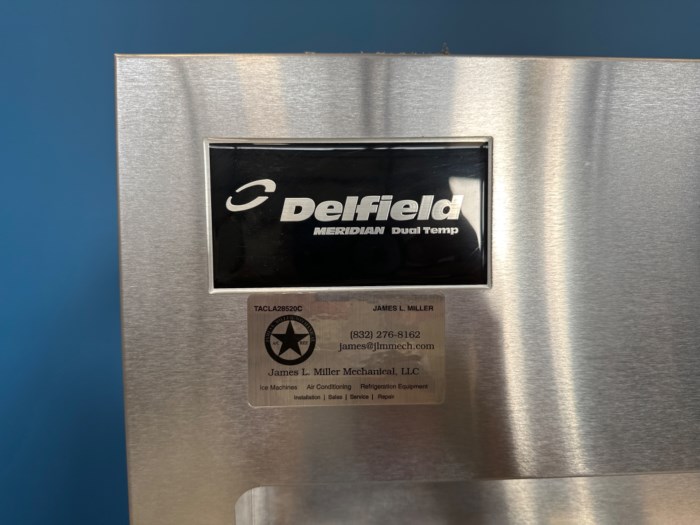 Delfield
MERIDIAN Dual Temp
TACLA28520C JAMES L. MILLER
(832) 276-8162
james@jlmmech.com
James L. Miller Mechanical, LLC
Ice Machines Air Conditioning Refrigeration Equipment
Installation | Sales | Service | Repair